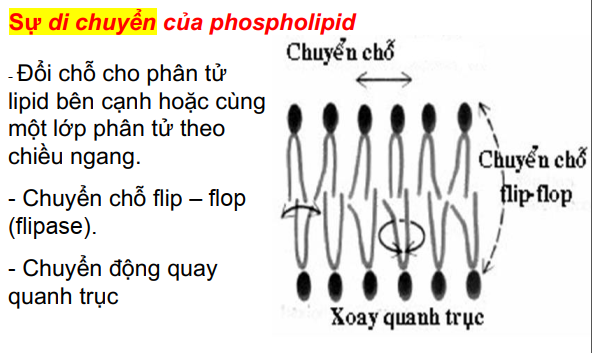 Sự di chuyển của phospholipid
- Đổi chỗ cho phân tử
lipid bên cạnh hoặc cùng
một lớp phân tử theo
chiều ngang.
- Chuyển chỗ flip – flop
(flipase).
- Chuyển động quay
quanh trục
Chuyển chỗ
Chuyển chỗ
flip-flop
Xoay quanh trục